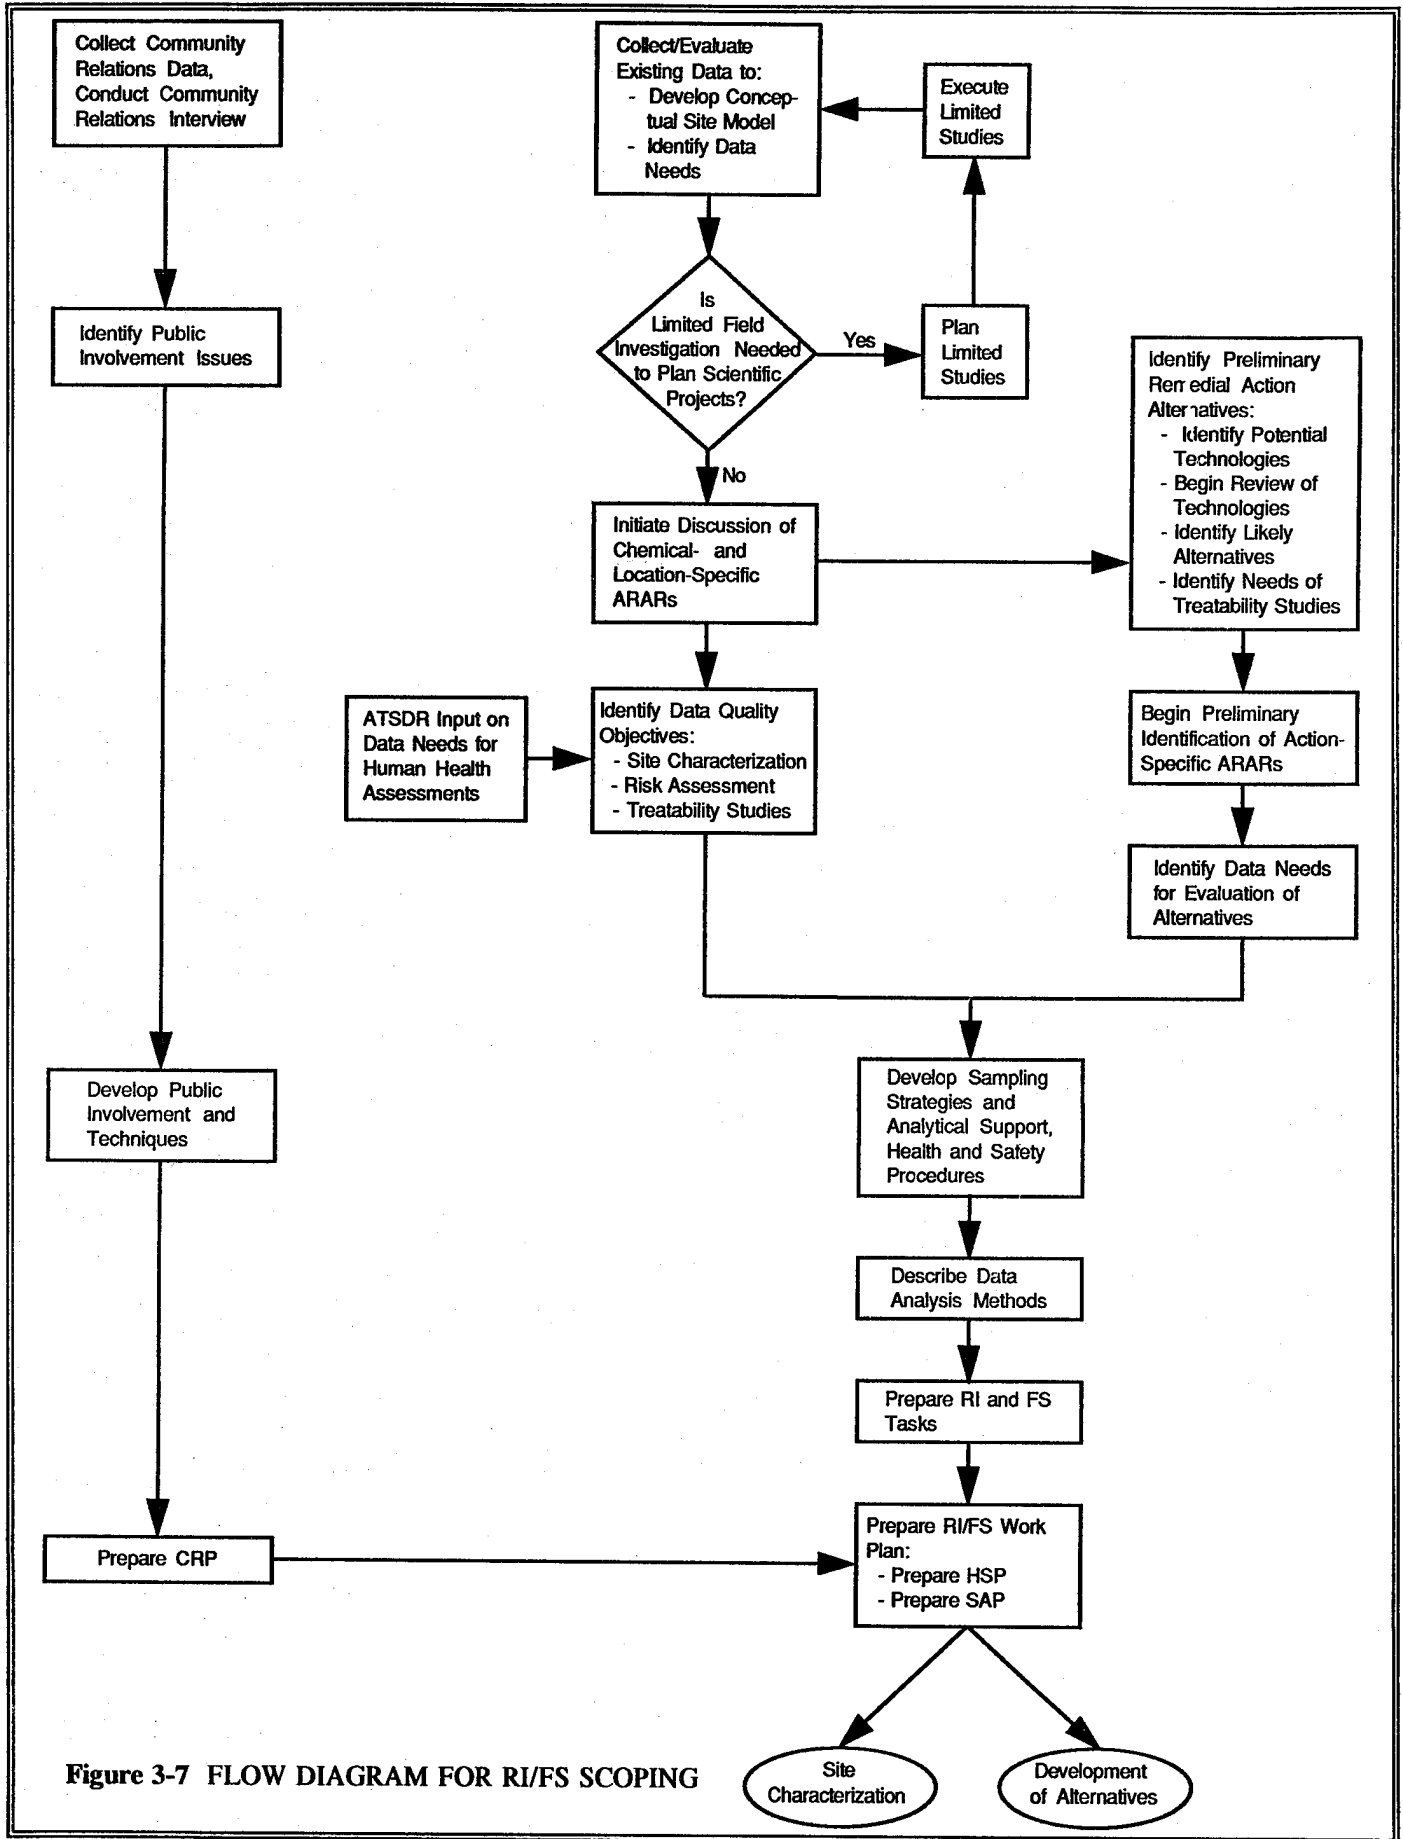 Collect Community
Relations Data,
Conduct Community
Relations Interview
Identify Public
Involvement Issues
Develop Public
Involvement and
Techniques
Prepare CRP
Collect/Evaluate
Existing Data to:
- Develop Concep-
tual Site Model
- Identify Data
Needs
Execute
Limited
Studies
Is
Limited Field
Investigation Needed
to Plan Scientific
Projects?
Yes
Plan
Limited
Studies
No
Initiate Discussion of
Chemical- and
Location-Specific
ARARs
Identify Preliminary
Remedial Action
Alternatives:
- Identify Potential
Technologies
- Begin Review of
Technologies
- Identify Likely
Alternatives
- Identify Needs of
Treatability Studies
ATSDR Input on
Data Needs for
Human Health
Assessments
Identify Data Quality
Objectives:
- Site Characterization
- Risk Assessment
- Treatability Studies
Begin Preliminary
Identification of Action-
Specific ARARs
Identify Data Needs
for Evaluation of
Alternatives
Develop Sampling
Strategies and
Analytical Support,
Health and Safety
Procedures
Describe Data
Analysis Methods
Prepare RI and FS
Tasks
Prepare RI/FS Work
Plan:
- Prepare HSP
- Prepare SAP
Site
Characterization
Development
of Alternatives
Figure 3-7 FLOW DIAGRAM FOR RI/FS SCOPING